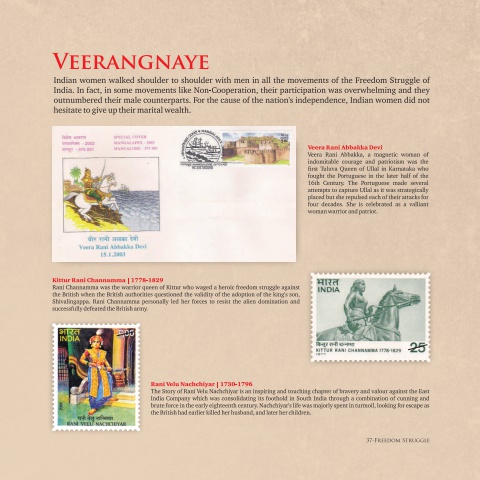 VEERANGNAYE
Indian women walked shoulder to shoulder with men in all the movements of the Freedom Struggle of
India. In fact, in some movements like Non-Cooperation, their participation was overwhelming and they
outnumbered their male counterparts. For the cause of the nation's independence, Indian women did not
hesitate to give up their marital wealth.
विशेष आवरण
SPECIAL COVER
वीर रानी अब्बक्का देवी
Veera Rani Abbakka Devi
15.1.2003
Veera Rani Abbakka Devi
Veera Rani Abbakka, a magnetic woman of
indomitable courage and patriotism was the
first Tuluva Queen of Ullal in Karnataka who
fought the Portuguese in the later half of the
16th Century. The Portuguese made several
attempts to capture Ullal as it was strategically
placed but she repulsed each of their attacks for
four decades. She is celebrated as a valliant
woman warrior and patriot.
Kittur Rani Channamma | 1778-1829
Rani Channamma was the warrior queen of Kittur who waged a heroic freedom struggle against
the British when the British authorities questioned the validity of the adoption of the king's son,
Shivalingappa. Rani Channamma personally led her forces to resist the alien domination and
successfully defeated the British army.
भारत
INDIA
कित्तूर रानी चन्नम्मा 1778-1829
KITTUR RANI CHANNAMMA 1778-1829
25
भारत
INDIA
रानी वेलु नाच्चियार
RANI VELU NACHCHIYAR
Rani Velu Nachchiyar | 1730-1796
The Story of Rani Velu Nachchiyar is an inspiring and touching chapter of bravery and valour against the East
India Company which was consolidating its foothold in South India through a combination of cunning and
brute force in the early eighteenth century. Nachchiyar's life was majorly spent in turmoil, looking for escape as
the British had earlier killed her husband, and later her children.
37-FREEDOM STRUGGLE